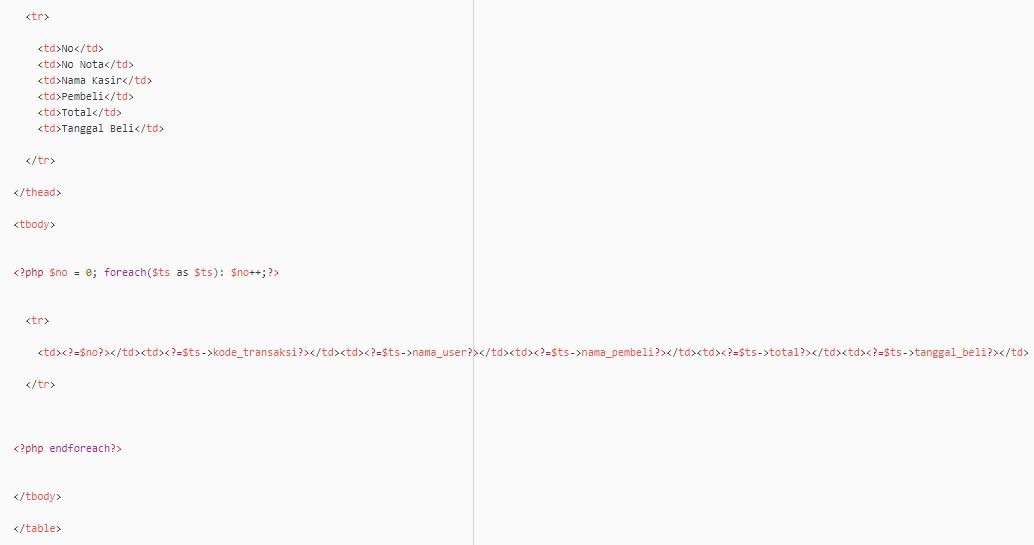 <tr>
<td>No</td>
<td>No Nota</td>
<td>Nama Kasir</td>
<td>Pembeli</td>
<td>Total</td>
<td>Tanggal Beli</td>
</tr>
</thead>
<tbody>
<?php $no = 0; foreach($ts as $ts): $no++;?>
<tr>
<td><?=$no?></td><td><?=$ts->kode_transaksi?></td><td><?=$ts->nama_user?></td><td><?=$ts->nama_pembeli?></td><td><?=$ts->total?></td><td><?=$ts->tanggal_beli?></td>
</tr>
<?php endforeach?>
</tbody>
</table>